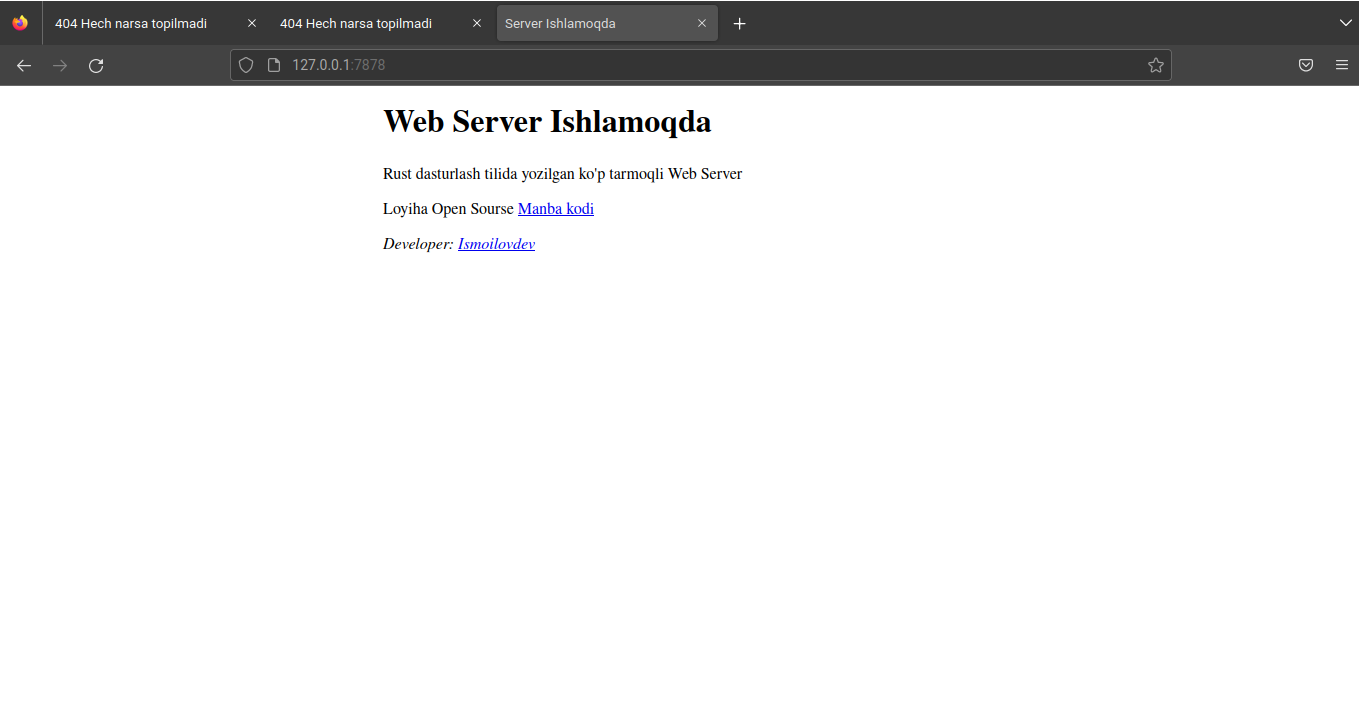 404 Hech narsa topilmadi
404 Hech narsa topilmadi
Server Ishlamoqda
127.0.0.1:7878
Web Server Ishlamoqda
Rust dasturlash tilida yozilgan ko'p tarmoqli Web Server
Loyiha Open Sourse Manba kodi
Developer: Ismoilovdev